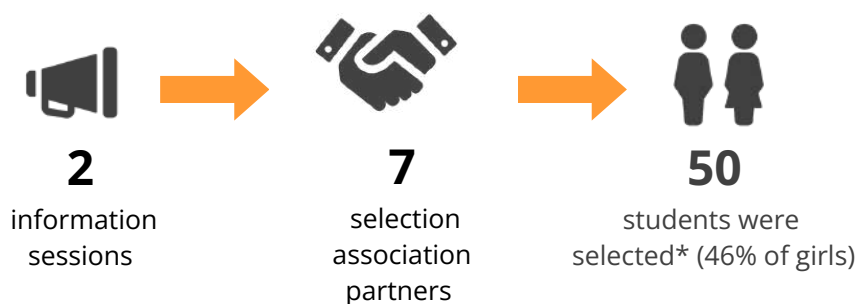 2
information
sessions
7
selection
association
partners
50
students were
selected* (46% of girls)